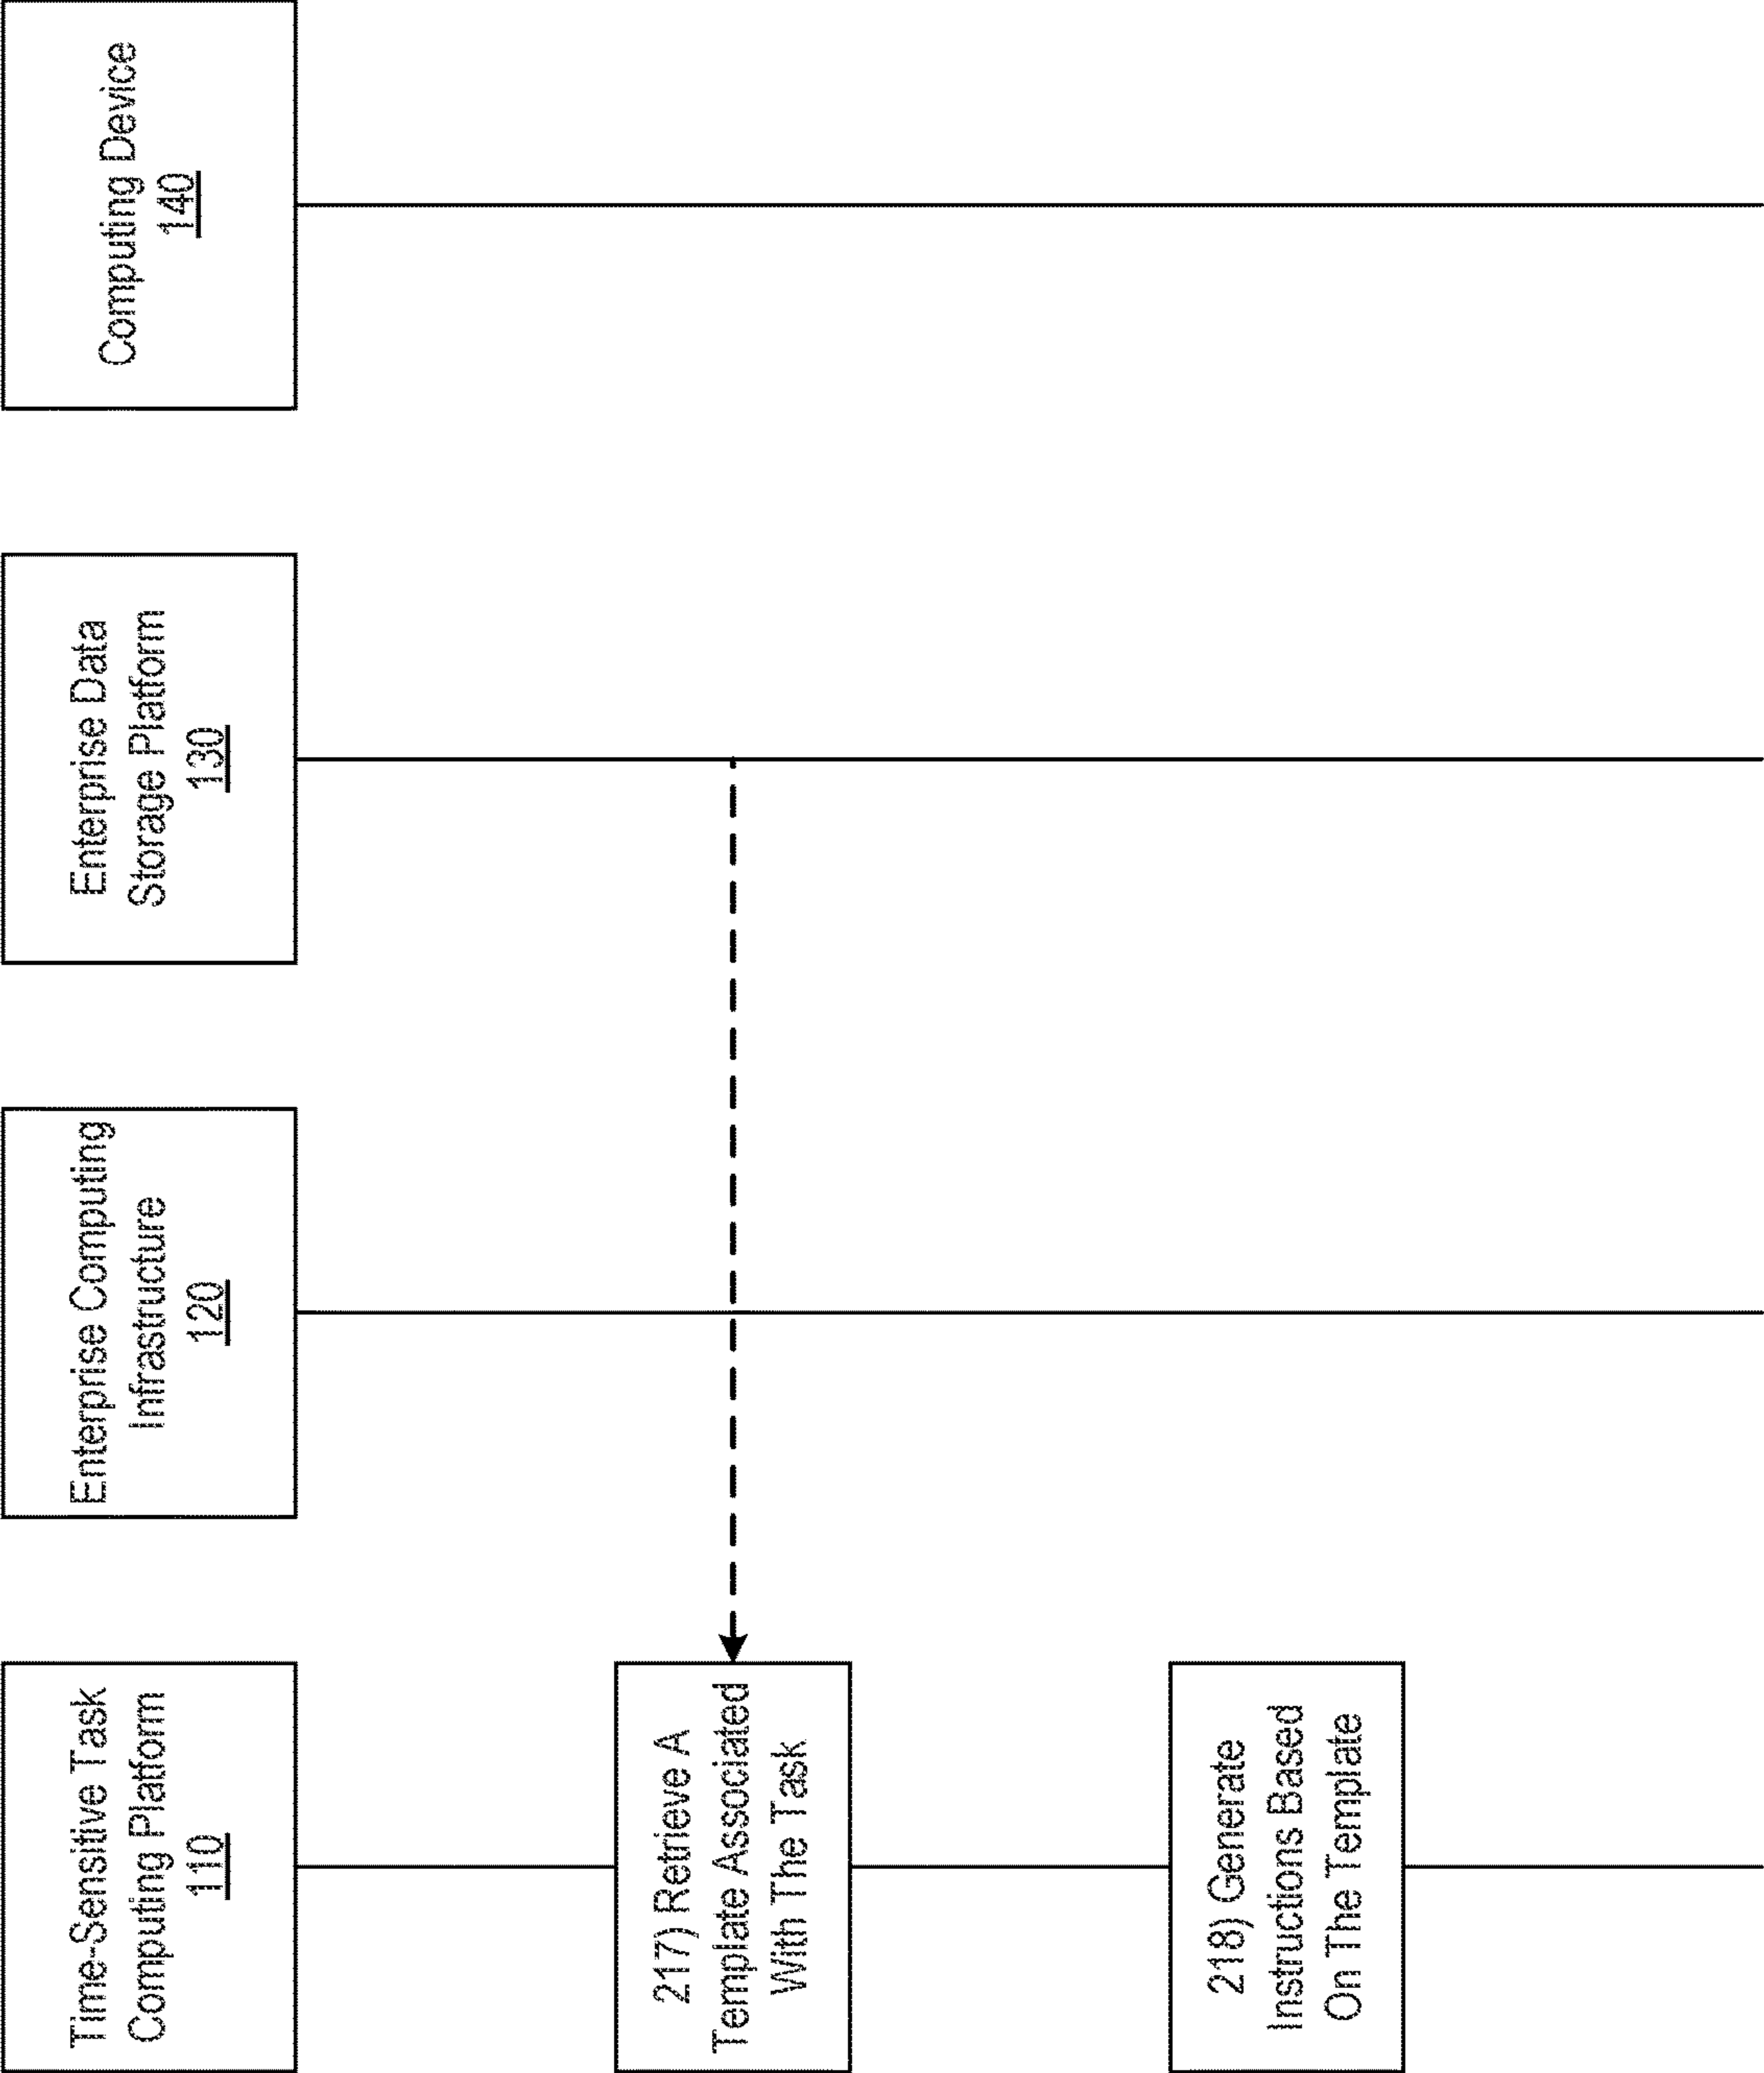 Time-Sensitive Task
Computing Platform
110
Enterprise Computing
Infrastructure
120
Enterprise Data
Storage Platform
130
Computing Device
140
217) Retrieve A
Template Associated
With The Task
218) Generate
Instructions Based
On The Template